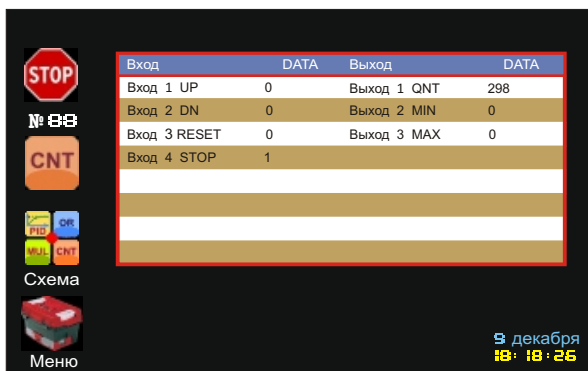 STOP
№ 88
CNT
PID OR
MUL CNT
Схема
Меню
Вход DATA Выход DATA
Вход 1 UP 0 Выход 1 QNT 298
Вход 2 DN 0 Выход 2 MIN 0
Вход 3 RESET 0 Выход 3 MAX 0
Вход 4 STOP 1
9 декабря
18:18:26